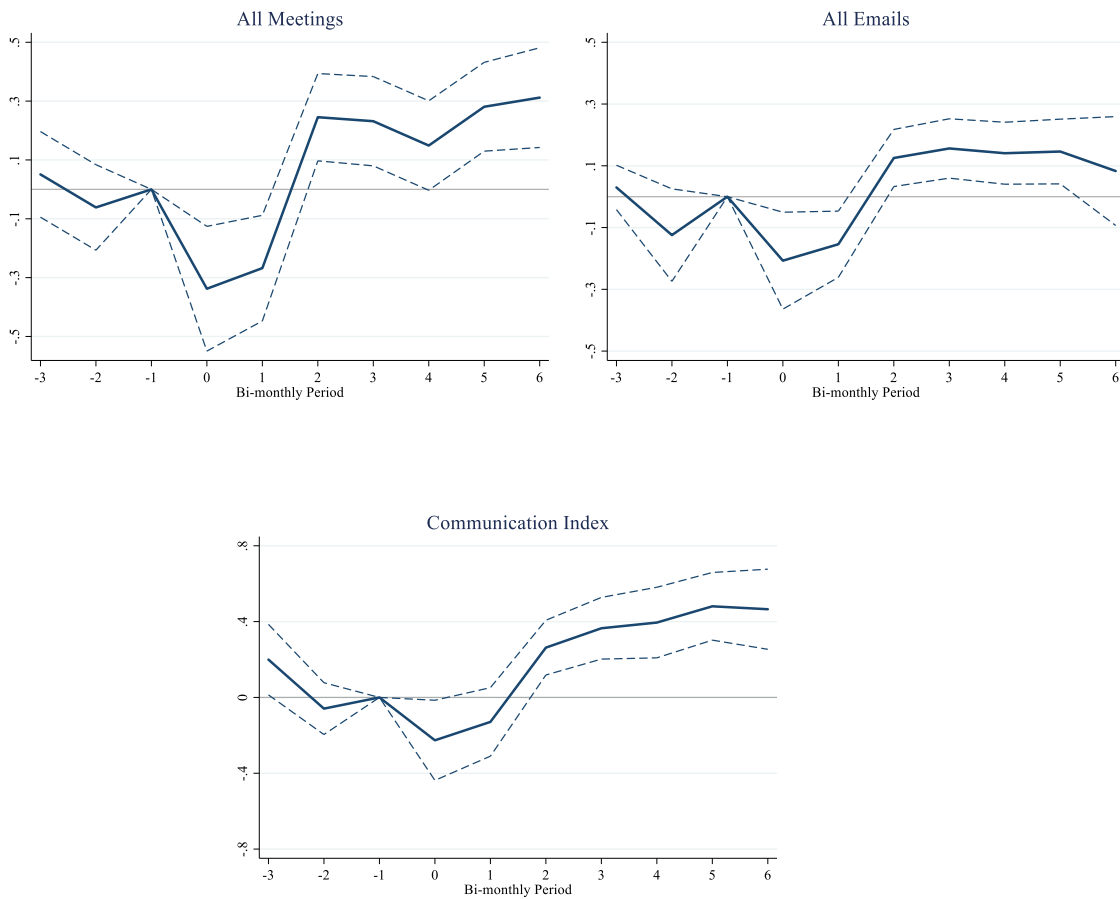 All Meetings
.5
.3
.1
-.1
-.3
-.5
-3 -2 -1 0 1 2 3 4 5 6
Bi-monthly Period
All Emails
.5
.3
.1
-.1
-.3
-.5
-3 -2 -1 0 1 2 3 4 5 6
Bi-monthly Period
Communication Index
.8
.4
0
-.4
-.8
-3 -2 -1 0 1 2 3 4 5 6
Bi-monthly Period